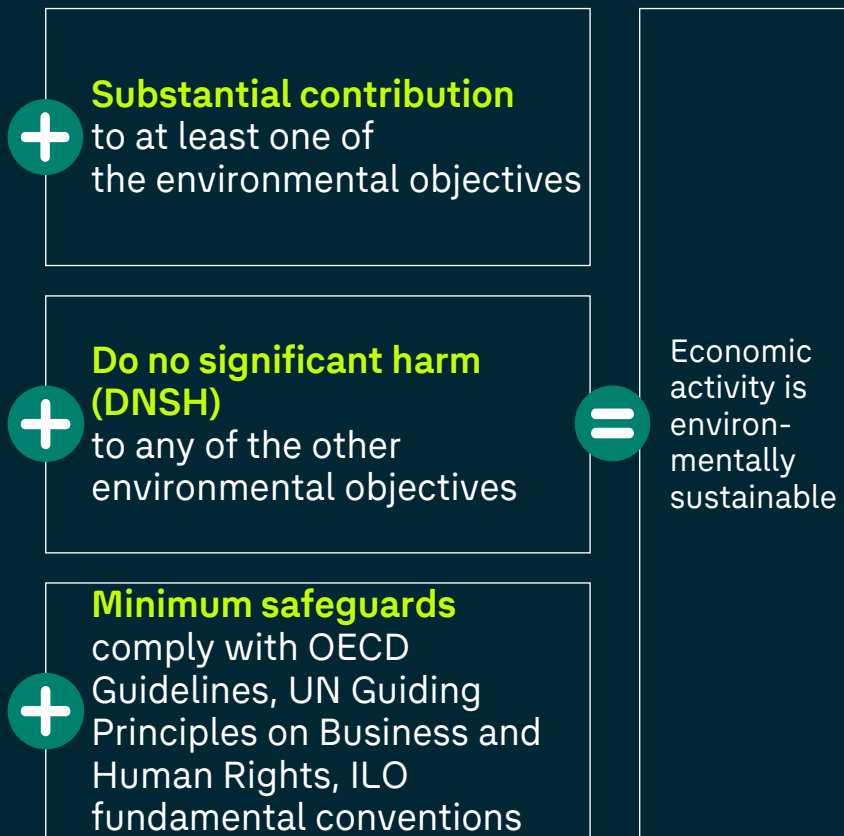 Substantial contribution
to at least one of
the environmental objectives
Do no significant harm
(DNSH)
to any of the other
environmental objectives
Minimum safeguards
comply with OECD
Guidelines, UN Guiding
Principles on Business and
Human Rights, ILO
fundamental conventions
Economic
activity is
environ-
mentally
sustainable